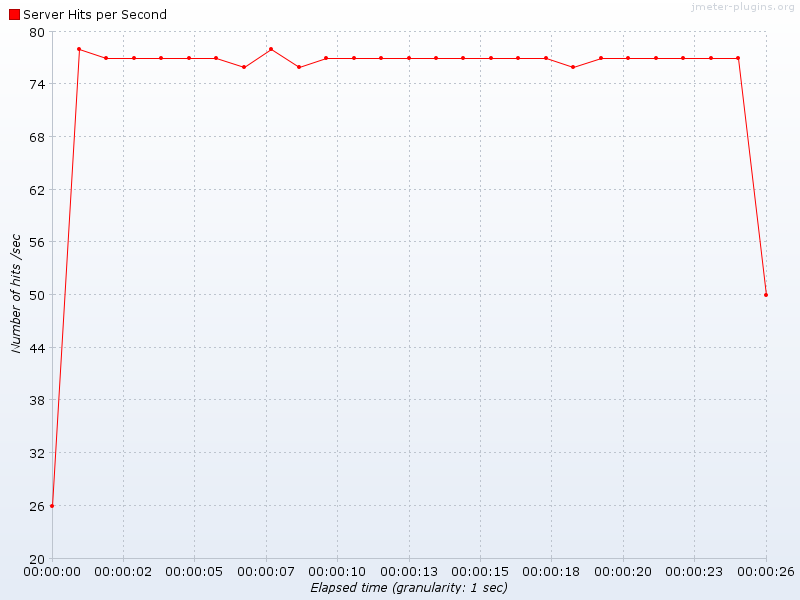 jmeter-plugins.org
Server Hits per Second
80
74
68
62
56
50
44
38
32
26
20
Number of hits /sec
00:00:00 00:00:02 00:00:05 00:00:07 00:00:10 00:00:13 00:00:15 00:00:18 00:00:20 00:00:23 00:00:26
Elapsed time (granularity: 1 sec)